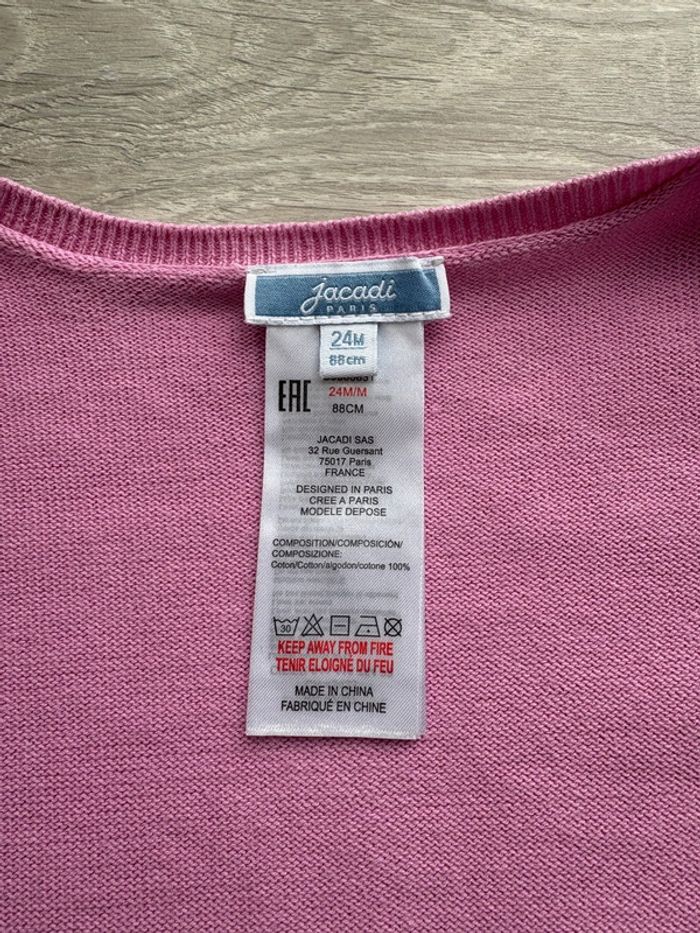 jacadi
PARIS
24M
88cm
24M/M
EAC
88CM
JACADI SAS
32 Rue Guersant
75017 Paris
FRANCE
DESIGNED IN PARIS
CREE A PARIS
MODELE DEPOSE
COMPOSITION/COMPOSICIÓN/
COMPOSIZIONE:
Coton/Cotton/algodon/cotone 100%
30
KEEP AWAY FROM FIRE
TENIR ELOIGNÉ DU FEU
MADE IN CHINA
FABRIQUÉ EN CHINE